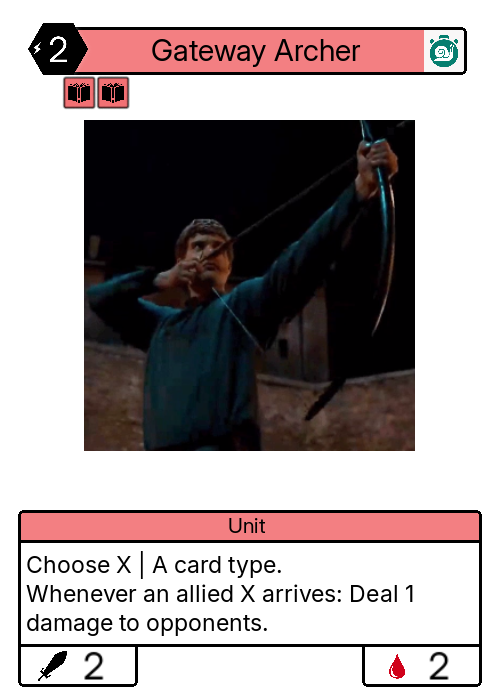 2 Gateway Archer
Unit
Choose X | A card type.
Whenever an allied X arrives: Deal 1
damage to opponents.
2 2